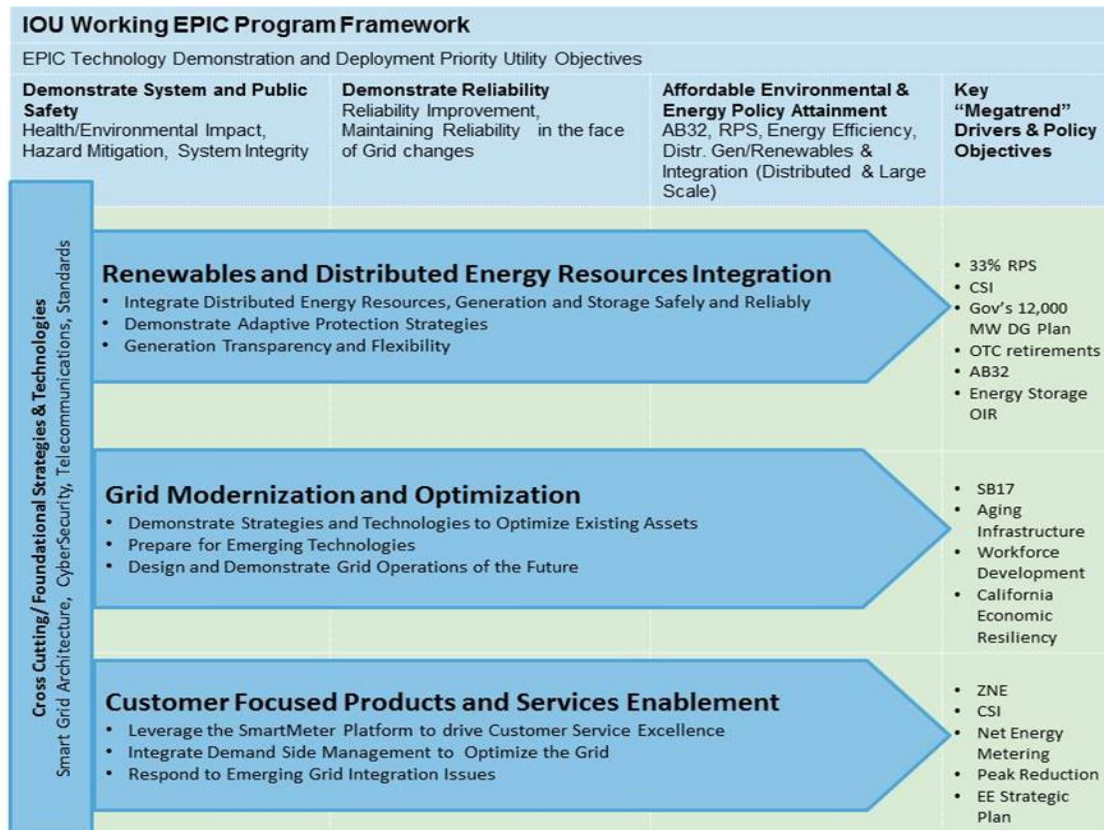 IOU Working EPIC Program Framework
EPIC Technology Demonstration and Deployment Priority Utility Objectives
Demonstrate System and Public
Safety
Health/Environmental Impact,
Hazard Mitigation, System Integrity
Demonstrate Reliability
Reliability Improvement,
Maintaining Reliability in the face
of Grid changes
Affordable Environmental &
Energy Policy Attainment
AB32, RPS, Energy Efficiency,
Distr. Gen/Renewables &
Integration (Distributed & Large
Scale)
Key
“Megatrend”
Drivers & Policy
Objectives
Cross Cutting/ Foundational Strategies & Technologies
Smart Grid Architecture, CyberSecurity, Telecommunications, Standards
Renewables and Distributed Energy Resources Integration
• Integrate Distributed Energy Resources, Generation and Storage Safely and Reliably
• Demonstrate Adaptive Protection Strategies
• Generation Transparency and Flexibility
• 33% RPS
• CSI
• Gov’s 12,000
MW DG Plan
• OTC retirements
• AB32
• Energy Storage
OIR
Grid Modernization and Optimization
• Demonstrate Strategies and Technologies to Optimize Existing Assets
• Prepare for Emerging Technologies
• Design and Demonstrate Grid Operations of the Future
• SB17
• Aging
Infrastructure
• Workforce
Development
• California
Economic
Resiliency
Customer Focused Products and Services Enablement
• Leverage the SmartMeter Platform to drive Customer Service Excellence
• Integrate Demand Side Management to Optimize the Grid
• Respond to Emerging Grid Integration Issues
• ZNE
• CSI
• Net Energy
Metering
• Peak Reduction
• EE Strategic
Plan